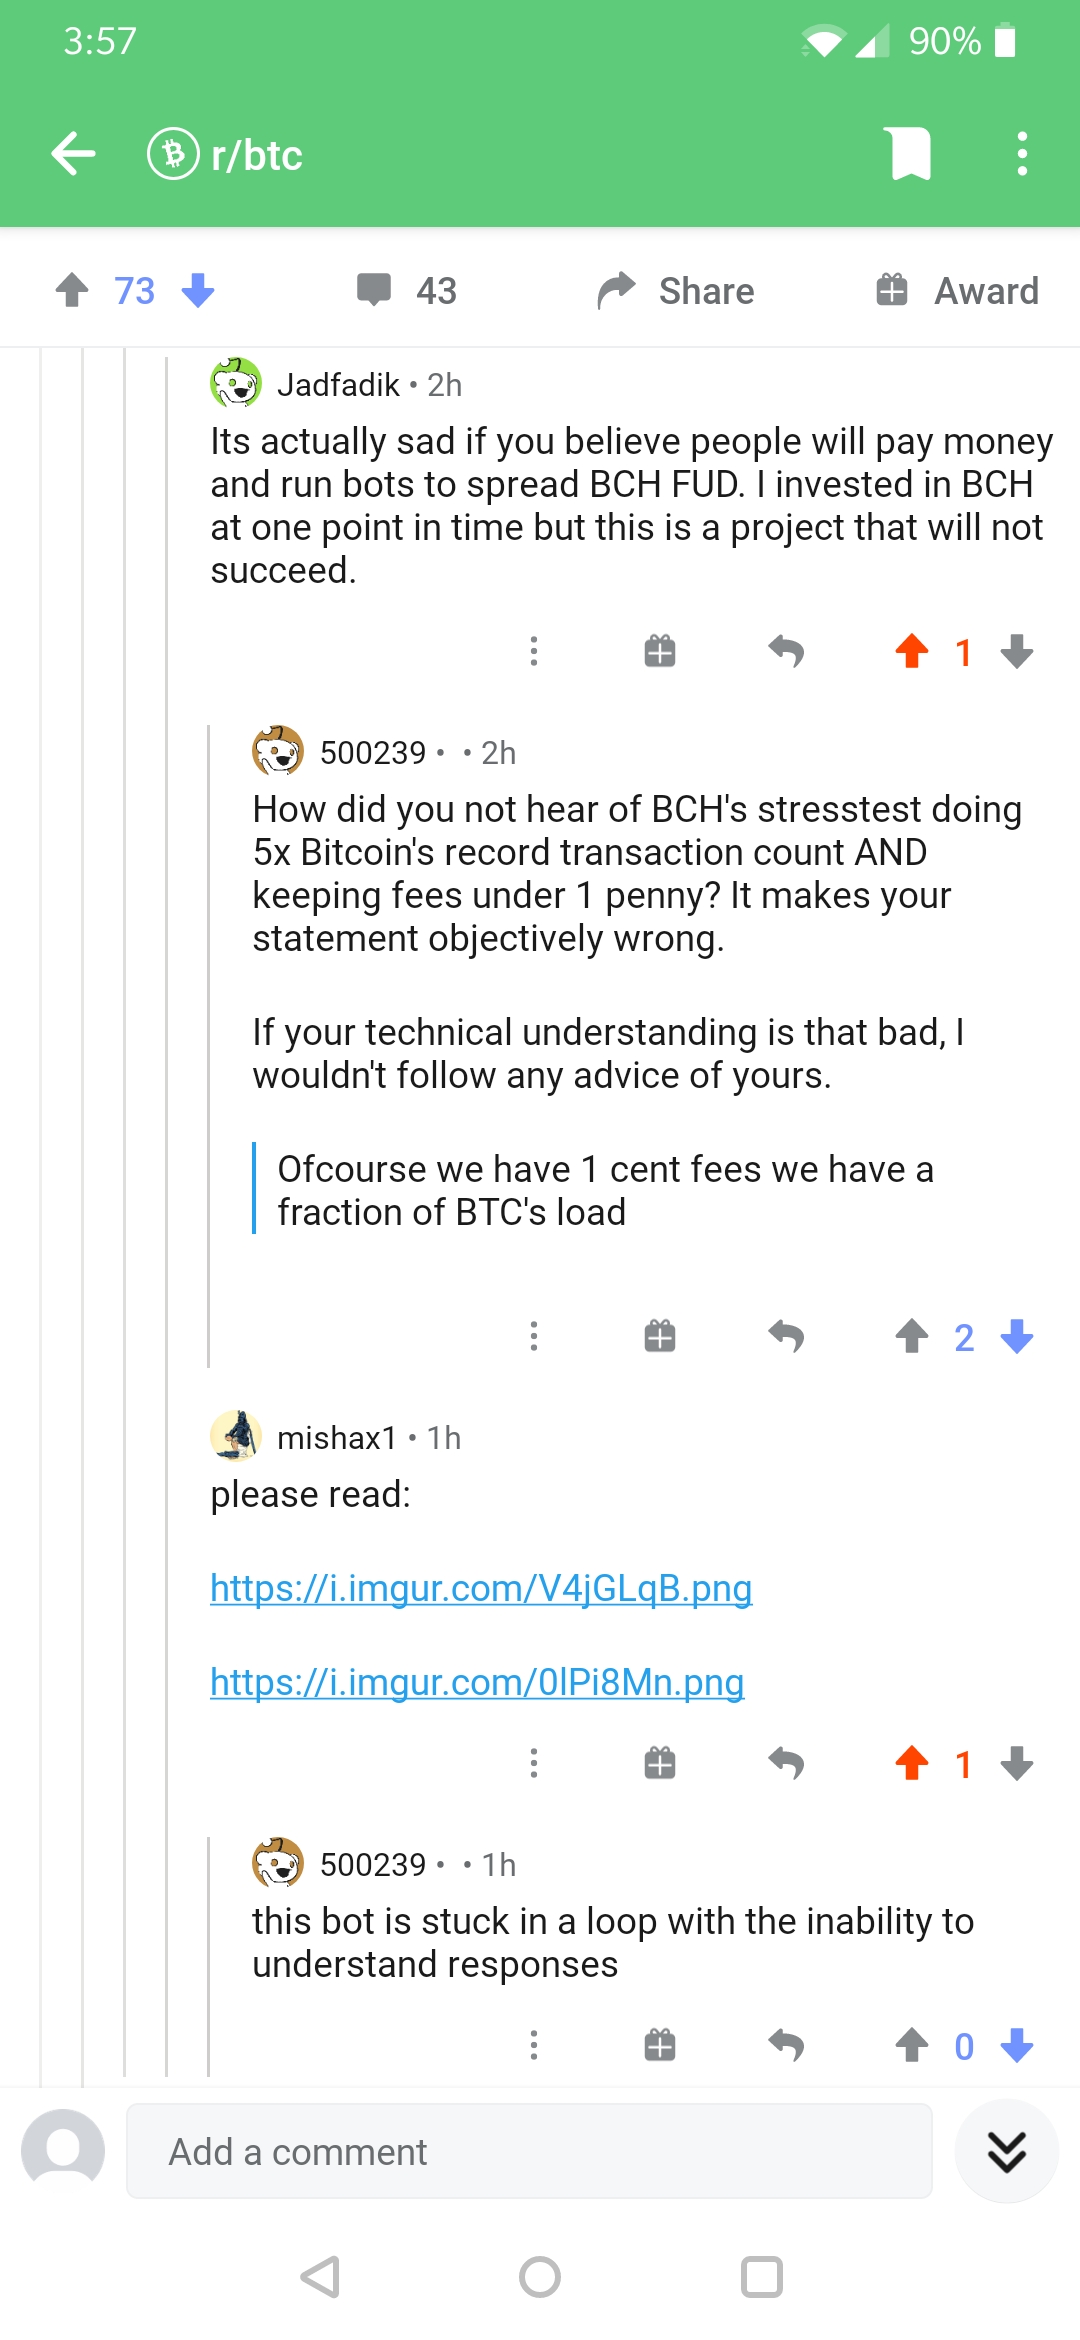 3:57
90%
r/btc
73
43
Share
Award
Jadfadik • 2h
Its actually sad if you believe people will pay money
and run bots to spread BCH FUD. I invested in BCH
at one point in time but this is a project that will not
succeed.
1
500239 • • 2h
How did you not hear of BCH's stresstest doing
5x Bitcoin's record transaction count AND
keeping fees under 1 penny? It makes your
statement objectively wrong.
If your technical understanding is that bad, I
wouldn't follow any advice of yours.
Ofcourse we have 1 cent fees we have a
fraction of BTC's load
2
mishax1 • 1h
please read:
https://i.imgur.com/V4jGLqB.png
https://i.imgur.com/0lPi8Mn.png
1
500239 • • 1h
this bot is stuck in a loop with the inability to
understand responses
0
Add a comment